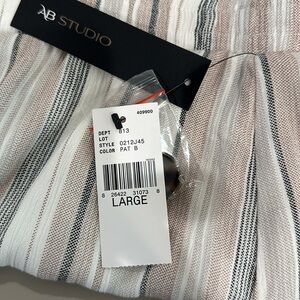 AB STUDIO
409900
DEPT 813
LOT
STYLE 0212J45
COLOR PAT B
8 26422 31073 8
LARGE